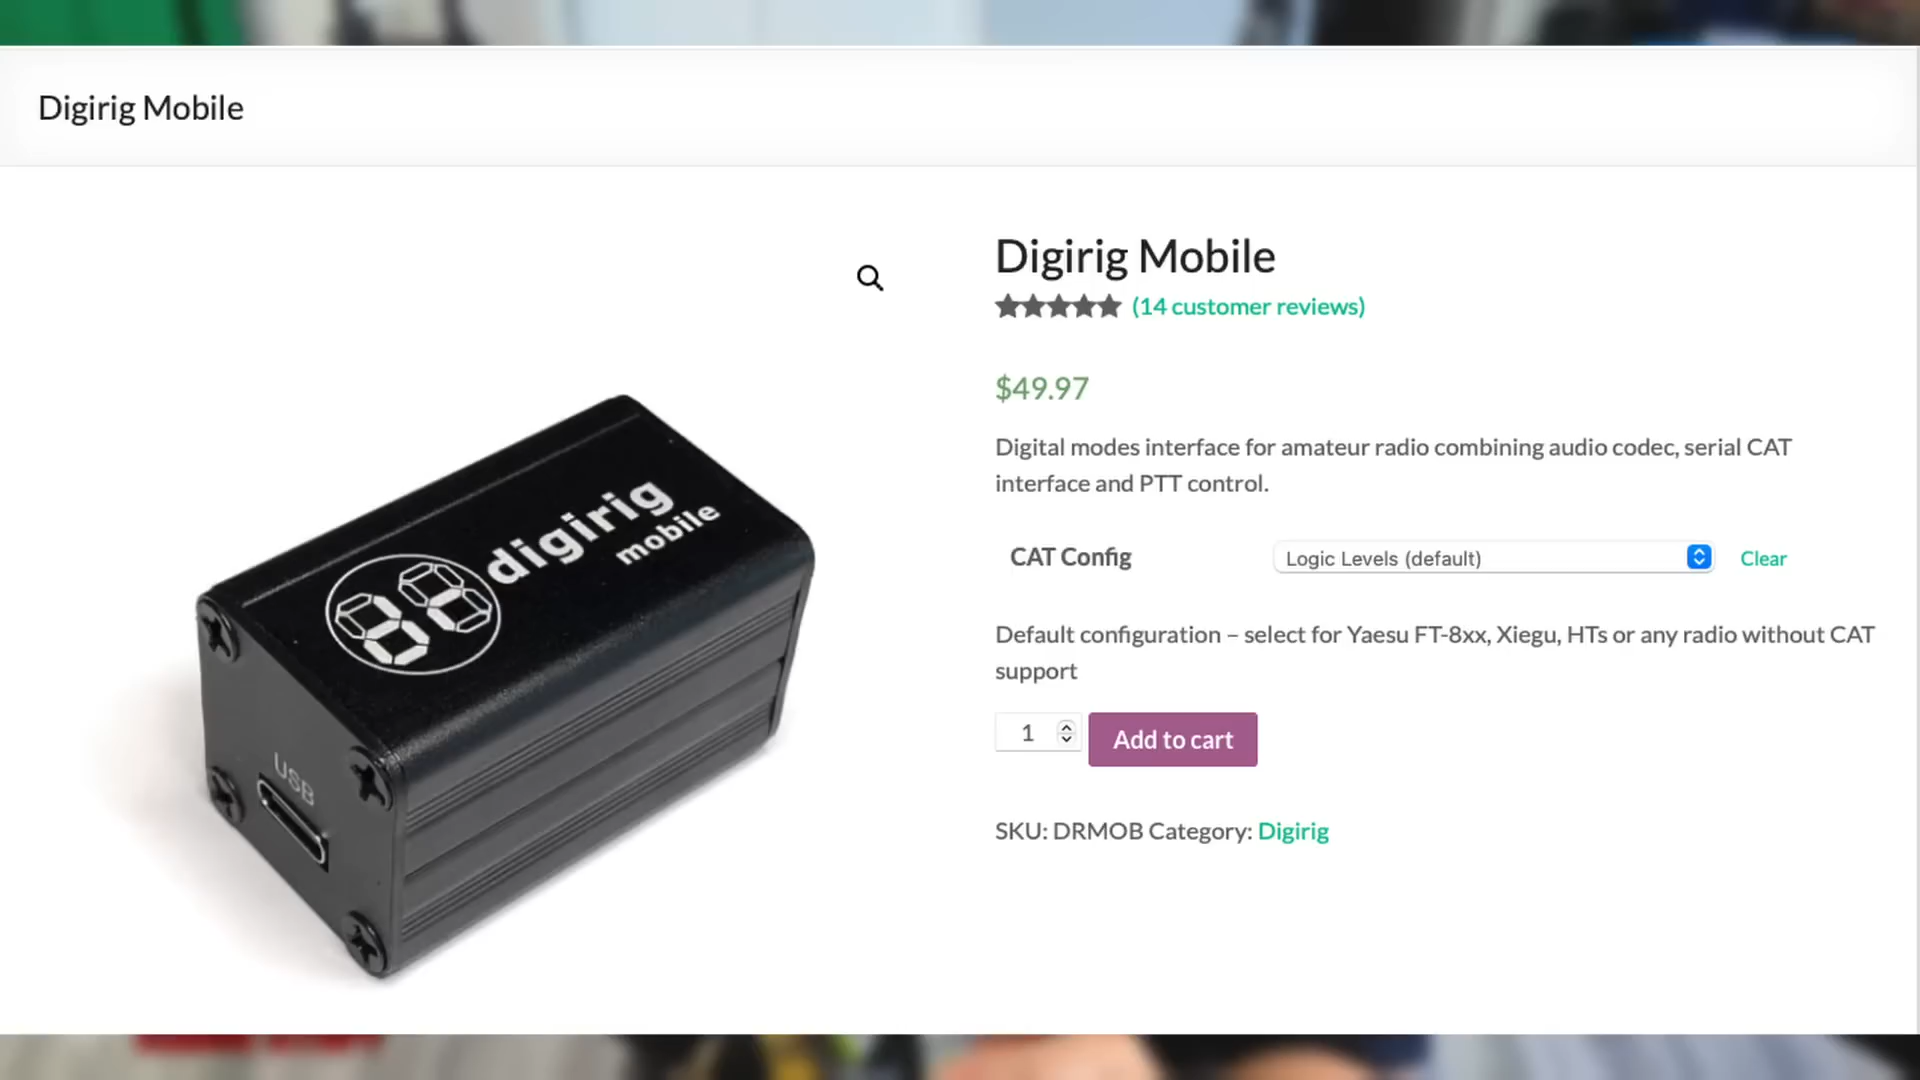 Digirig Mobile
Digirig Mobile
(14 customer reviews)
$49.97
Digital modes interface for amateur radio combining audio codec, serial CAT
interface and PTT control.
CAT Config
Logic Levels (default)
Clear
Default configuration – select for Yaesu FT-8xx, Xiegu, HTs or any radio without CAT
support
1
Add to cart
SKU: DRMOB Category: Digirig
digirig
mobile
USB